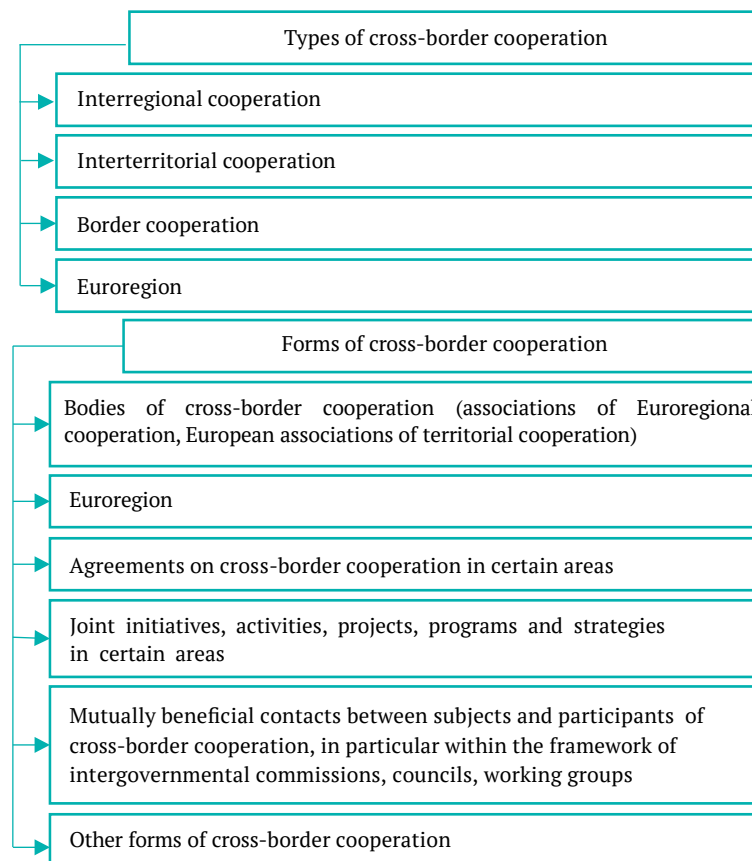 Types of cross-border cooperation
Interregional cooperation
Interterritorial cooperation
Border cooperation
Euroregion
Forms of cross-border cooperation
Bodies of cross-border cooperation (associations of Euroregional
cooperation, European associations of territorial cooperation)
Euroregion
Agreements on cross-border cooperation in certain areas
Joint initiatives, activities, projects, programs and strategies
in certain areas
Mutually beneficial contacts between subjects and participants of
cross-border cooperation, in particular within the framework of
intergovernmental commissions, councils, working groups
Other forms of cross-border cooperation